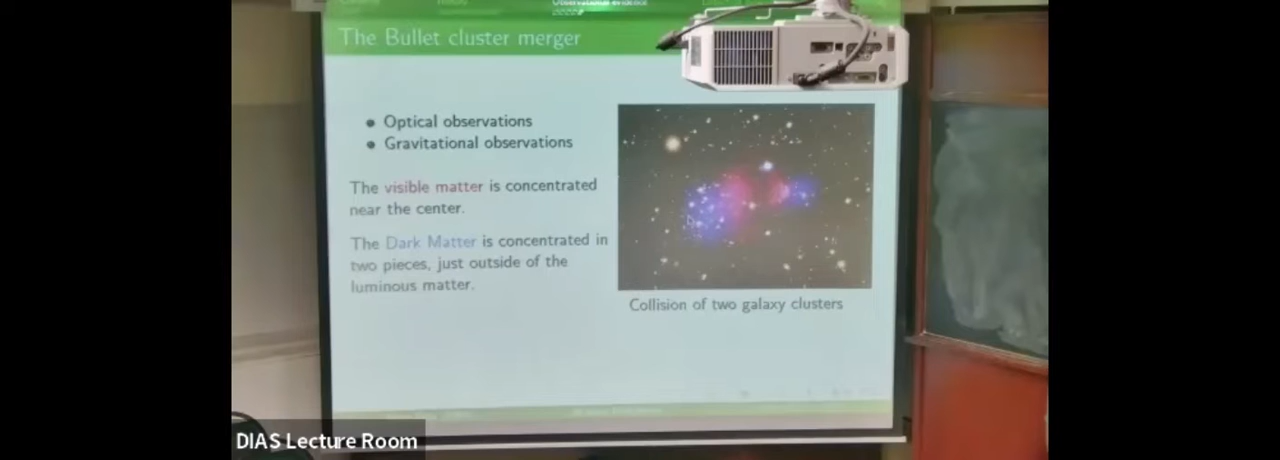 Observational evidence
The Bullet cluster merger
Optical observations
Gravitational observations
The visible matter is concentrated
near the center.
The Dark Matter is concentrated in
two pieces, just outside of the
luminous matter.
Collision of two galaxy clusters
DIAS Lecture Room